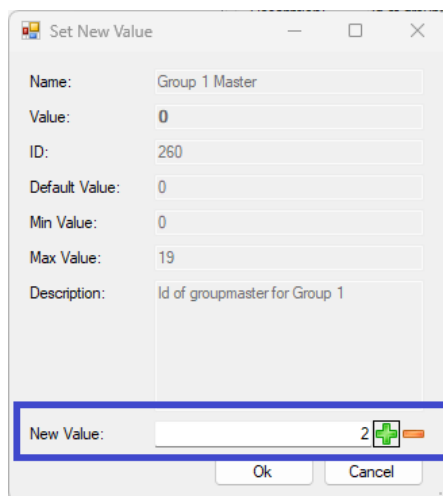 Set New Value
Name: Group 1 Master
Value: 0
ID: 260
Default Value: 0
Min Value: 0
Max Value: 19
Description: Id of groupmaster for Group 1
New Value: 2
Ok Cancel